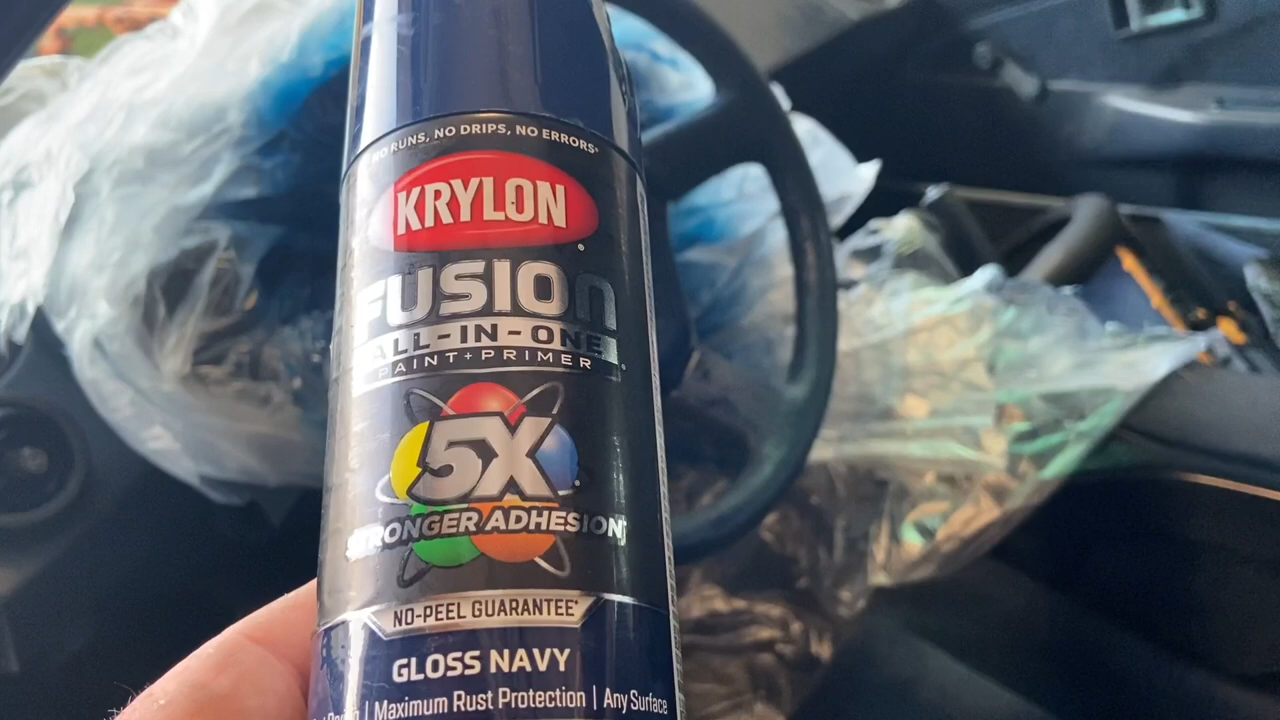 NO RUNS, NO DRIPS, NO ERRORS*
KRYLON®
FUSION
ALL-IN-ONE®
PAINT+PRIMER
5X
STRONGER ADHESION†
NO-PEEL GUARANTEE*
GLOSS NAVY
| Maximum Rust Protection | Any Surface